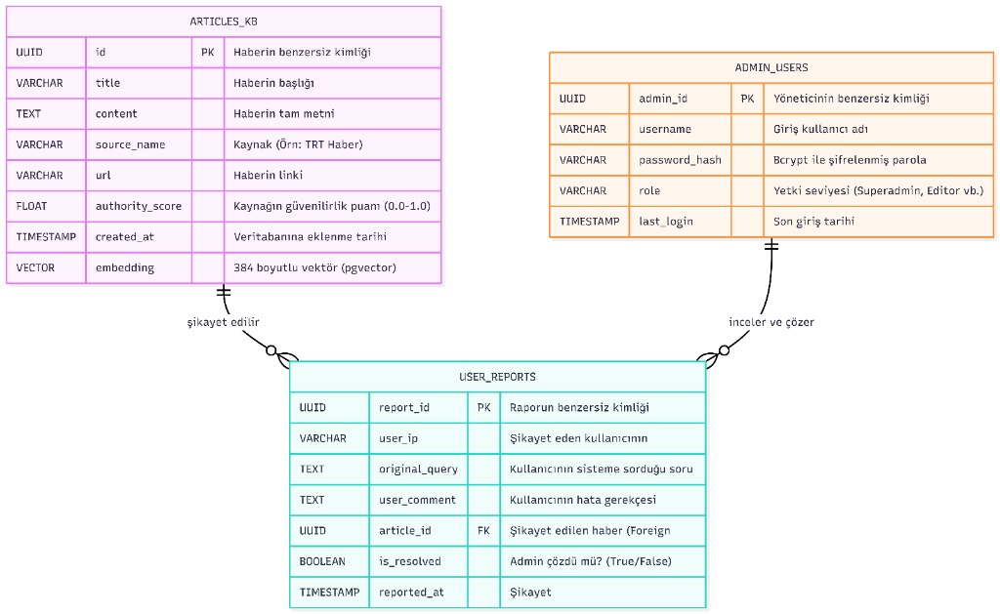 ARTICLES_KB
UUID id PK Haberin benzersiz kimliği
VARCHAR title Haberin başlığı
TEXT content Haberin tam metni
VARCHAR source_name Kaynak (Örn: TRT Haber)
VARCHAR url Haberin linki
FLOAT authority_score Kaynağın güvenilirlik puanı (0.0-1.0)
TIMESTAMP created_at Veritabanına eklenme tarihi
VECTOR embedding 384 boyutlu vektör (pgvector)
ADMIN_USERS
UUID admin_id PK Yöneticinin benzersiz kimliği
VARCHAR username Giriş kullanıcı adı
VARCHAR password_hash Bcrypt ile şifrelenmiş parola
VARCHAR role Yetki seviyesi (Superadmin, Editor vb.)
TIMESTAMP last_login Son giriş tarihi
şikayet edilir
inceler ve çözer
USER_REPORTS
UUID report_id PK Raporun benzersiz kimliği
VARCHAR user_ip Şikayet eden kullanıcının
TEXT original_query Kullanıcının sisteme sorduğu soru
TEXT user_comment Kullanıcının hata gerekçesi
UUID article_id FK Şikayet edilen haber (Foreign
BOOLEAN is_resolved Admin çözdü mü? (True/False)
TIMESTAMP reported_at Şikayet